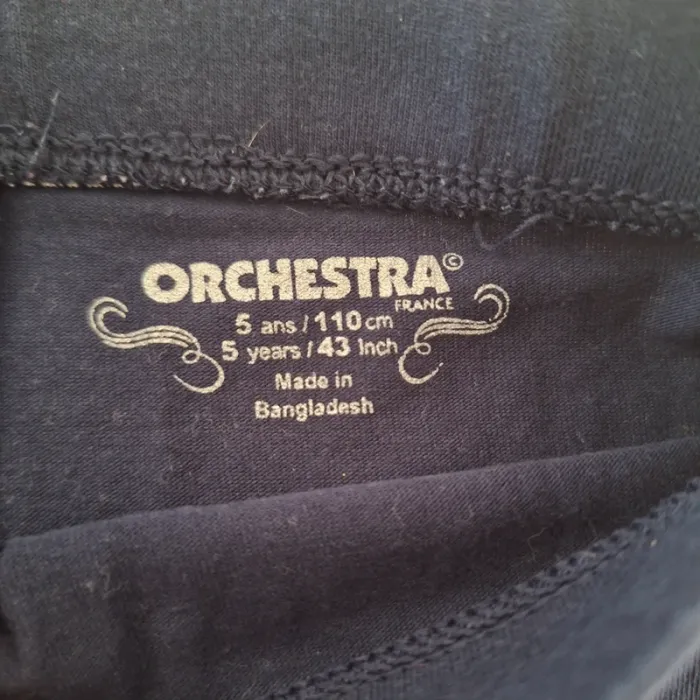 ORCHESTRA©
FRANCE
5 ans / 110 cm
5 years / 43 Inch
Made in
Bangladesh